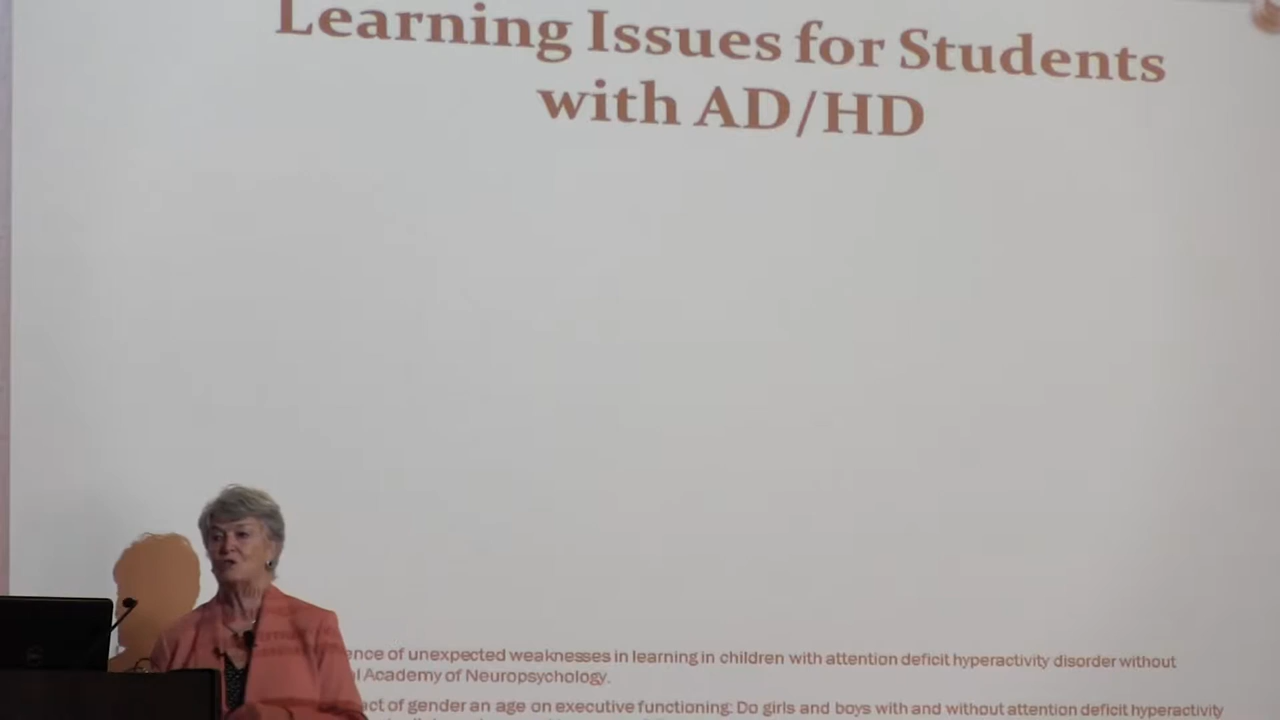 Learning Issues for Students
with AD/HD
ence of unexpected weaknesses in learning in children with attention deficit hyperactivity disorder without
l Academy of Neuropsychology.
act of gender an age on executive functioning: Do girls and boys with and without attention deficit hyperactivity